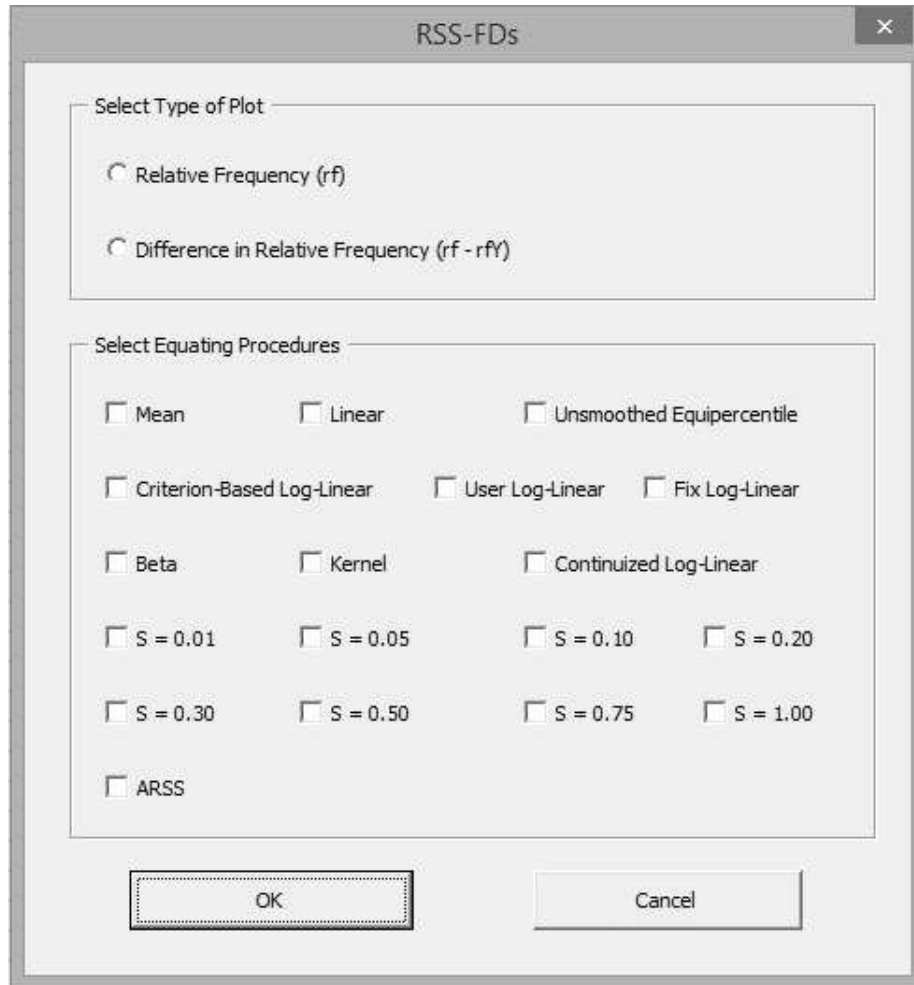 RSS-FDs
Select Type of Plot
Relative Frequency (rf)
Difference in Relative Frequency (rf - rfY)
Select Equating Procedures
Mean Linear Unsmoothed Equipercentile
Criterion-Based Log-Linear User Log-Linear Fix Log-Linear
Beta Kernel Continuized Log-Linear
S = 0.01 S = 0.05 S = 0.10 S = 0.20
S = 0.30 S = 0.50 S = 0.75 S = 1.00
ARSS
OK Cancel